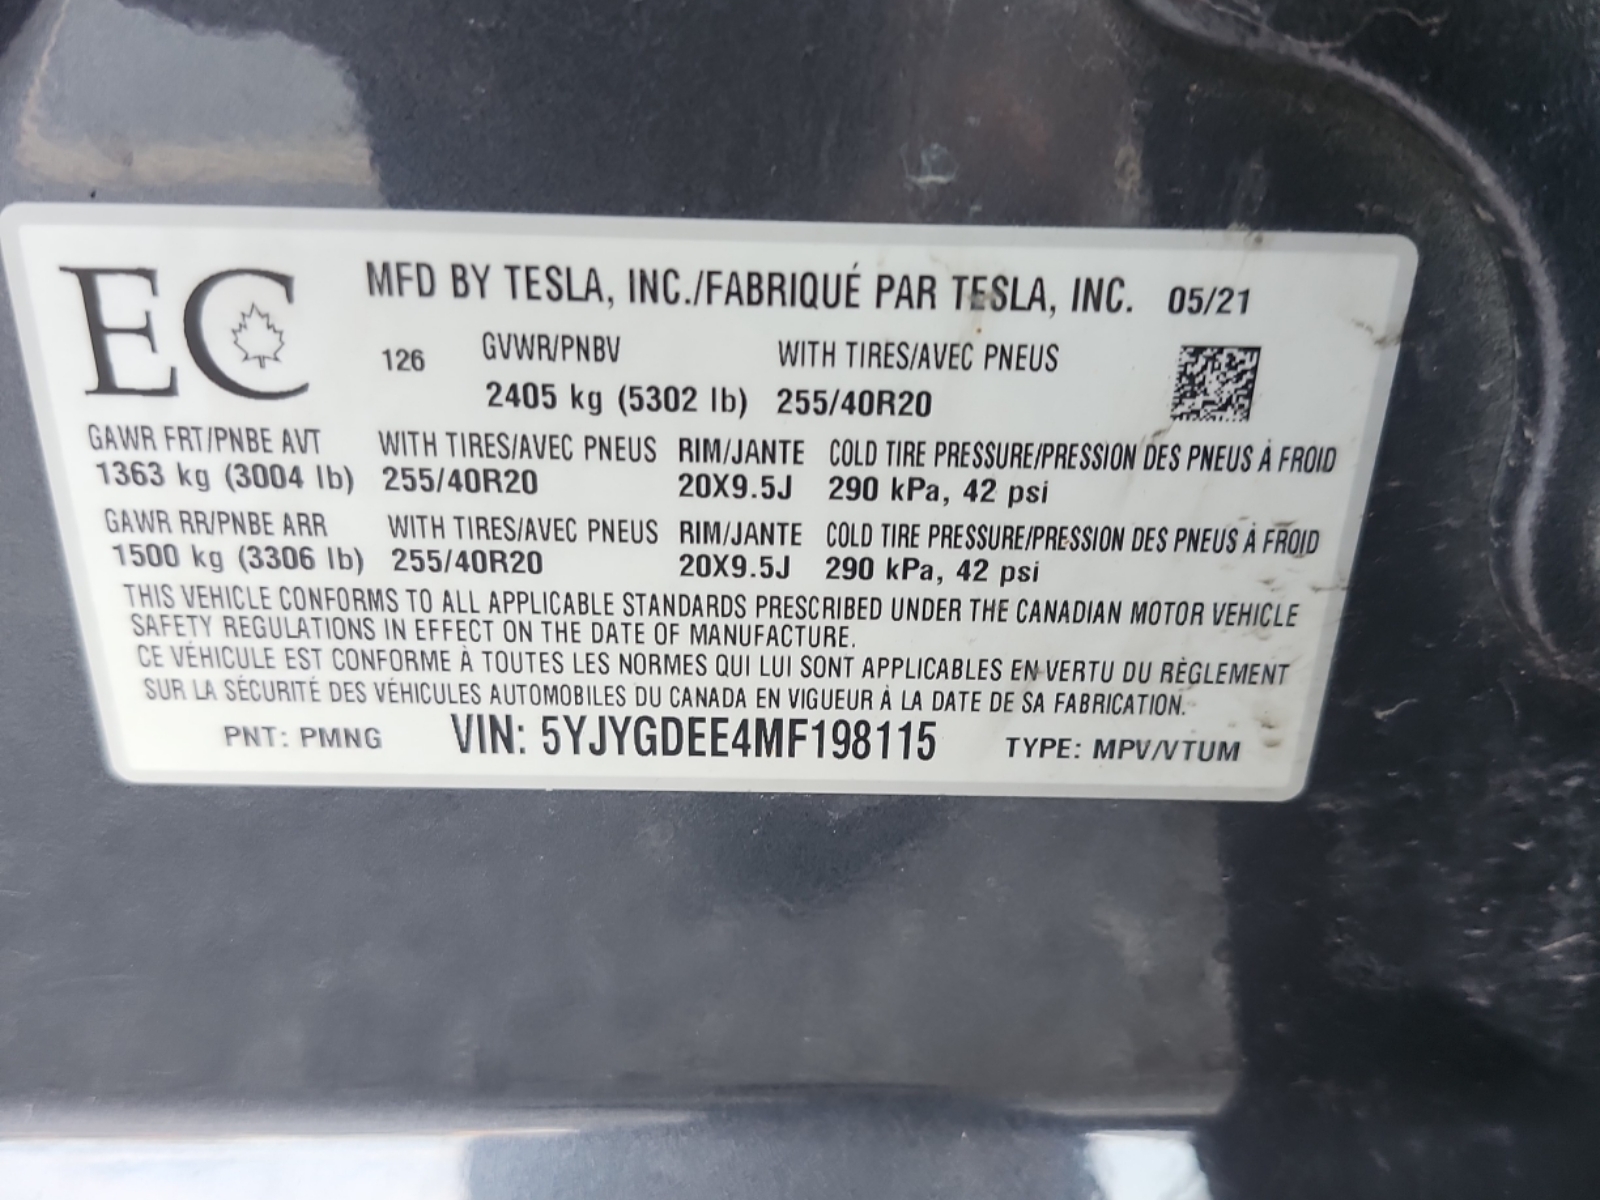 EC
MFD BY TESLA, INC./FABRIQUÉ PAR TESLA, INC. 05/21
126 GVWR/PNBV WITH TIRES/AVEC PNEUS
2405 kg (5302 lb) 255/40R20
GAWR FRT/PNBE AVT WITH TIRES/AVEC PNEUS RIM/JANTE COLD TIRE PRESSURE/PRESSION DES PNEUS À FROID
1363 kg (3004 lb) 255/40R20 20X9.5J 290 kPa, 42 psi
GAWR RR/PNBE ARR WITH TIRES/AVEC PNEUS RIM/JANTE COLD TIRE PRESSURE/PRESSION DES PNEUS À FROID
1500 kg (3306 lb) 255/40R20 20X9.5J 290 kPa, 42 psi
THIS VEHICLE CONFORMS TO ALL APPLICABLE STANDARDS PRESCRIBED UNDER THE CANADIAN MOTOR VEHICLE
SAFETY REGULATIONS IN EFFECT ON THE DATE OF MANUFACTURE.
CE VÉHICULE EST CONFORME À TOUTES LES NORMES QUI LUI SONT APPLICABLES EN VERTU DU RÈGLEMENT
SUR LA SÉCURITÉ DES VÉHICULES AUTOMOBILES DU CANADA EN VIGUEUR À LA DATE DE SA FABRICATION.
PNT: PMNG VIN: 5YJYGDEE4MF198115 TYPE: MPV/VTUM